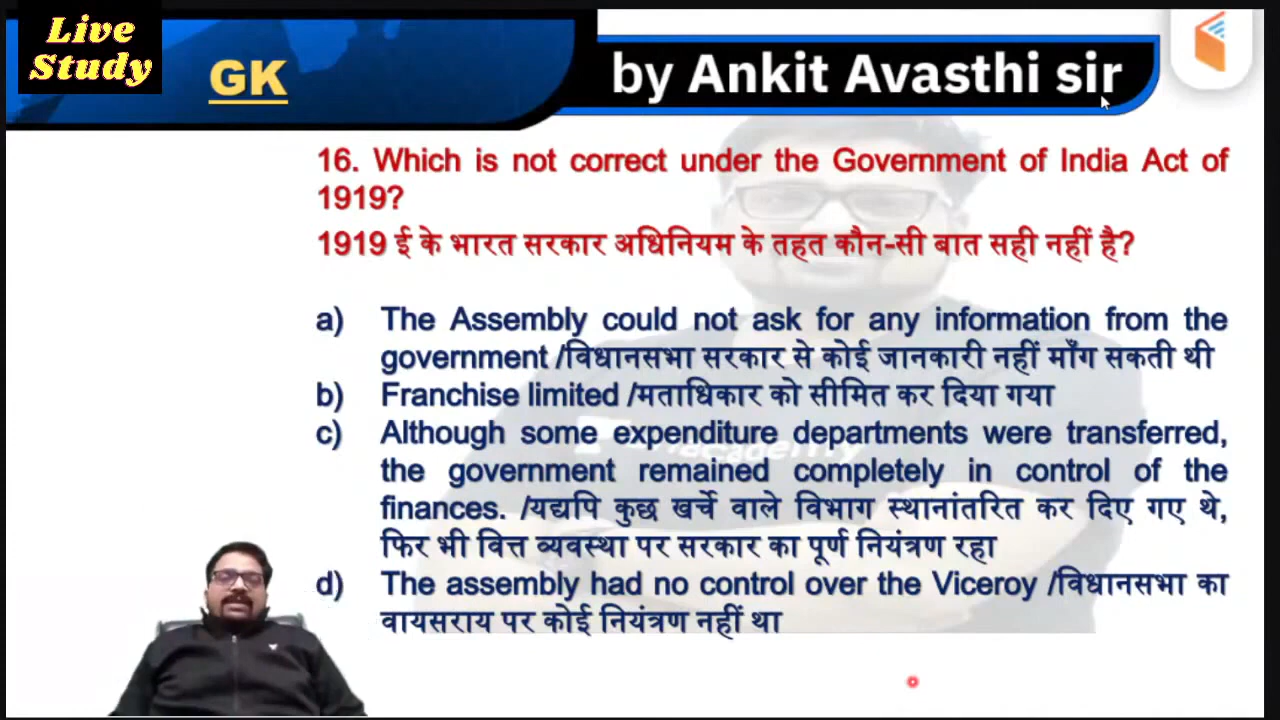 Live
Study
GK
by Ankit Avasthi sir
16. Which is not correct under the Government of India Act of
1919?
1919 ई के भारत सरकार अधिनियम के तहत कौन-सी बात सही नहीं है?
a) The Assembly could not ask for any information from the
government /विधानसभा सरकार से कोई जानकारी नहीं माँग सकती थी
b) Franchise limited /मताधिकार को सीमित कर दिया गया
c) Although some expenditure departments were transferred,
the government remained completely in control of the
finances. /यद्यपि कुछ खर्चे वाले विभाग स्थानांतरित कर दिए गए थे,
फिर भी वित्त व्यवस्था पर सरकार का पूर्ण नियंत्रण रहा
d) The assembly had no control over the Viceroy /विधानसभा का
वायसराय पर कोई नियंत्रण नहीं था